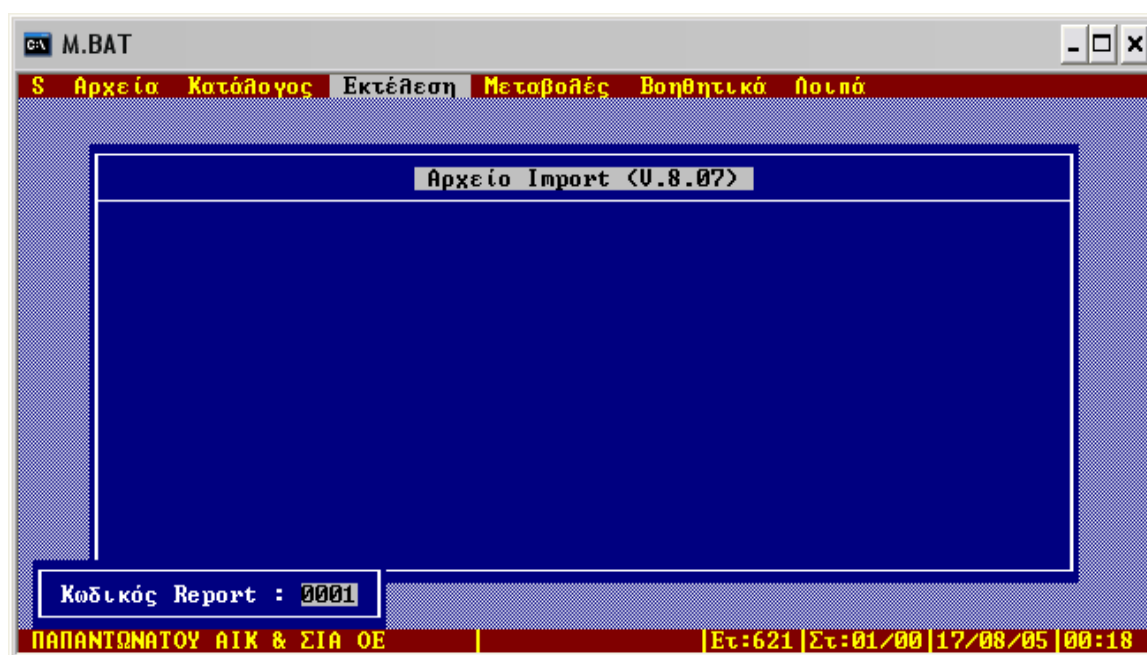 M.BAT
S Αρχεία Κατάλογος Εκτέλεση Μεταβολές Βοηθητικά Λοιπά
Αρχείο Import (V.8.07)
Κωδικός Report : 0001
ΠΑΠΑΝΤΩΝΑΤΟΥ ΑΙΚ & ΣΙΑ ΟΕ Ετ:621 Στ:01/00 17/08/05 00:18